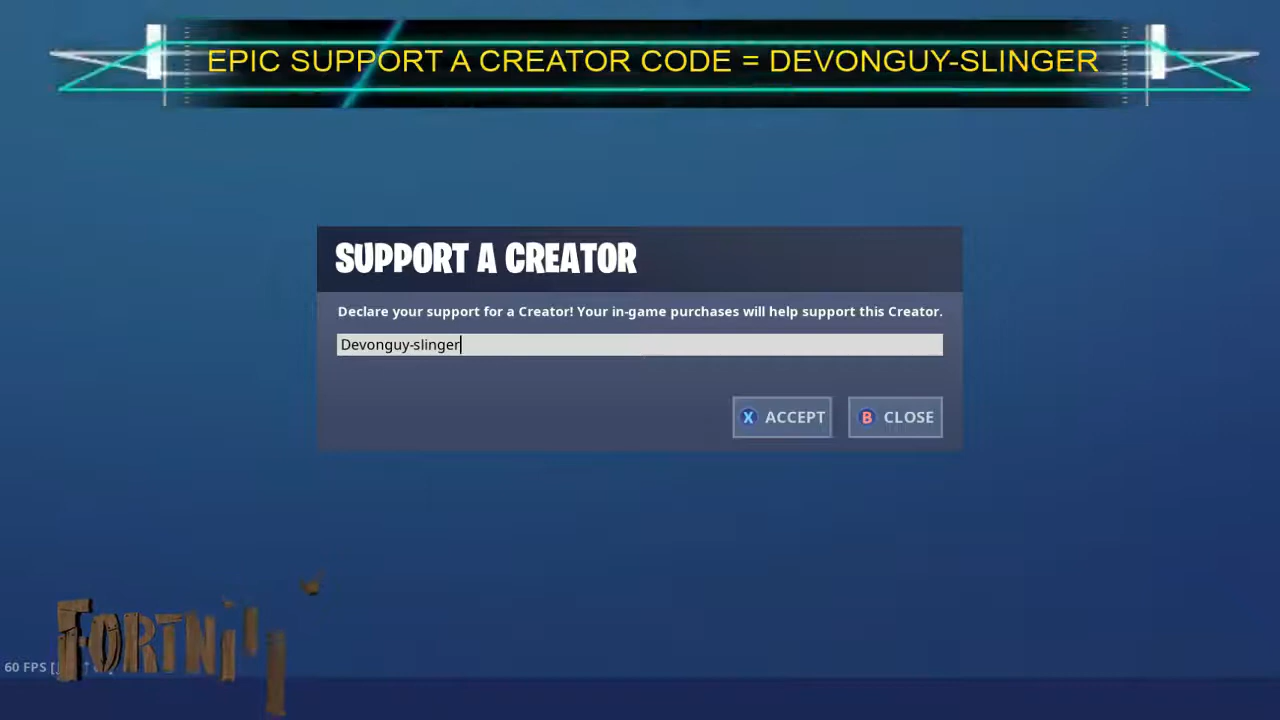 EPIC SUPPORT A CREATOR CODE = DEVONGUY-SLINGER
SUPPORT A CREATOR
Declare your support for a Creator! Your in-game purchases will help support this Creator.
Devonguy-slinger
X ACCEPT
B CLOSE
FORTNI
60 FPS [